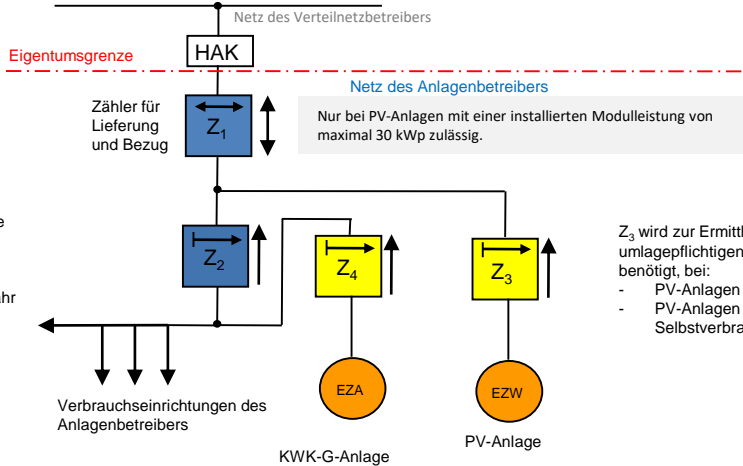 Netz des Verteilnetzbetreibers
HAK
Eigentumsgrenze
Netz des Anlagenbetreibers
Zähler für
Lieferung
und Bezug
Z1
Nur bei PV-Anlagen mit einer installierten Modulleistung von
maximal 30 kWp zulässig.
Z2
Z4
Z3
Z3 wird zur Ermittl
umlagepflichtigen
benötigt, bei:
- PV-Anlagen
- PV-Anlagen
Selbstverbra
e
ahr
EZA
EZW
Verbrauchseinrichtungen des
Anlagenbetreibers
KWK-G-Anlage
PV-Anlage